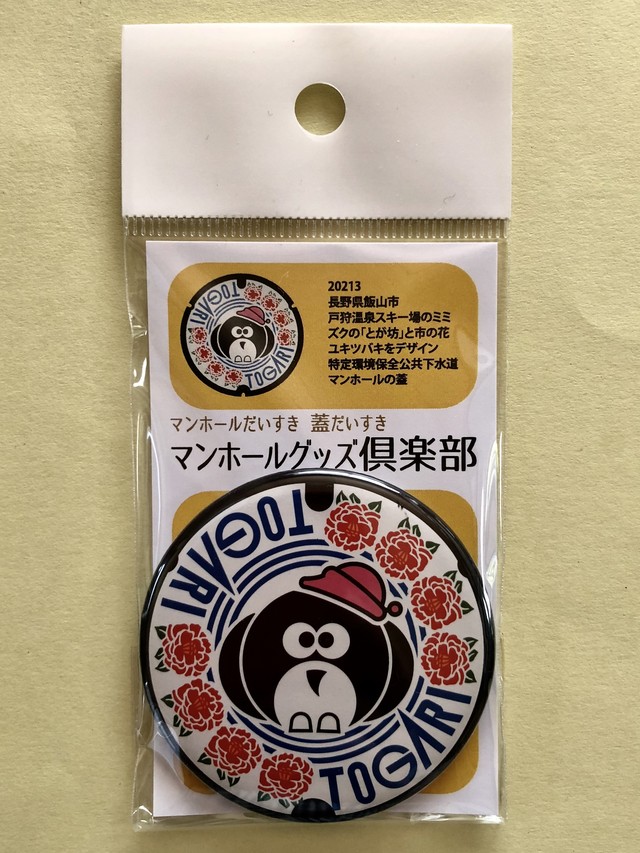 TOGARI
TOGARI
20213
長野県飯山市
戸狩温泉スキー場のミミ
ズクの「とが坊」と市の花
ユキツバキをデザイン
特定環境保全公共下水道
マンホールの蓋
マンホールだいすき 蓋だいすき
マンホールグッズ倶楽部
TOGARI
TOGARI